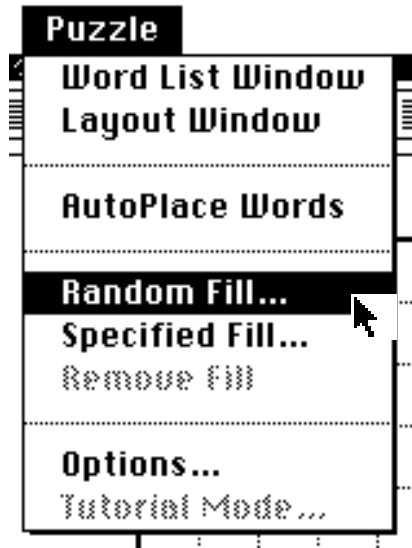 Puzzle
Word List Window
Layout Window
AutoPlace Words
Random Fill...
Specified Fill...
Remove Fill
Options...
Tutorial Mode...